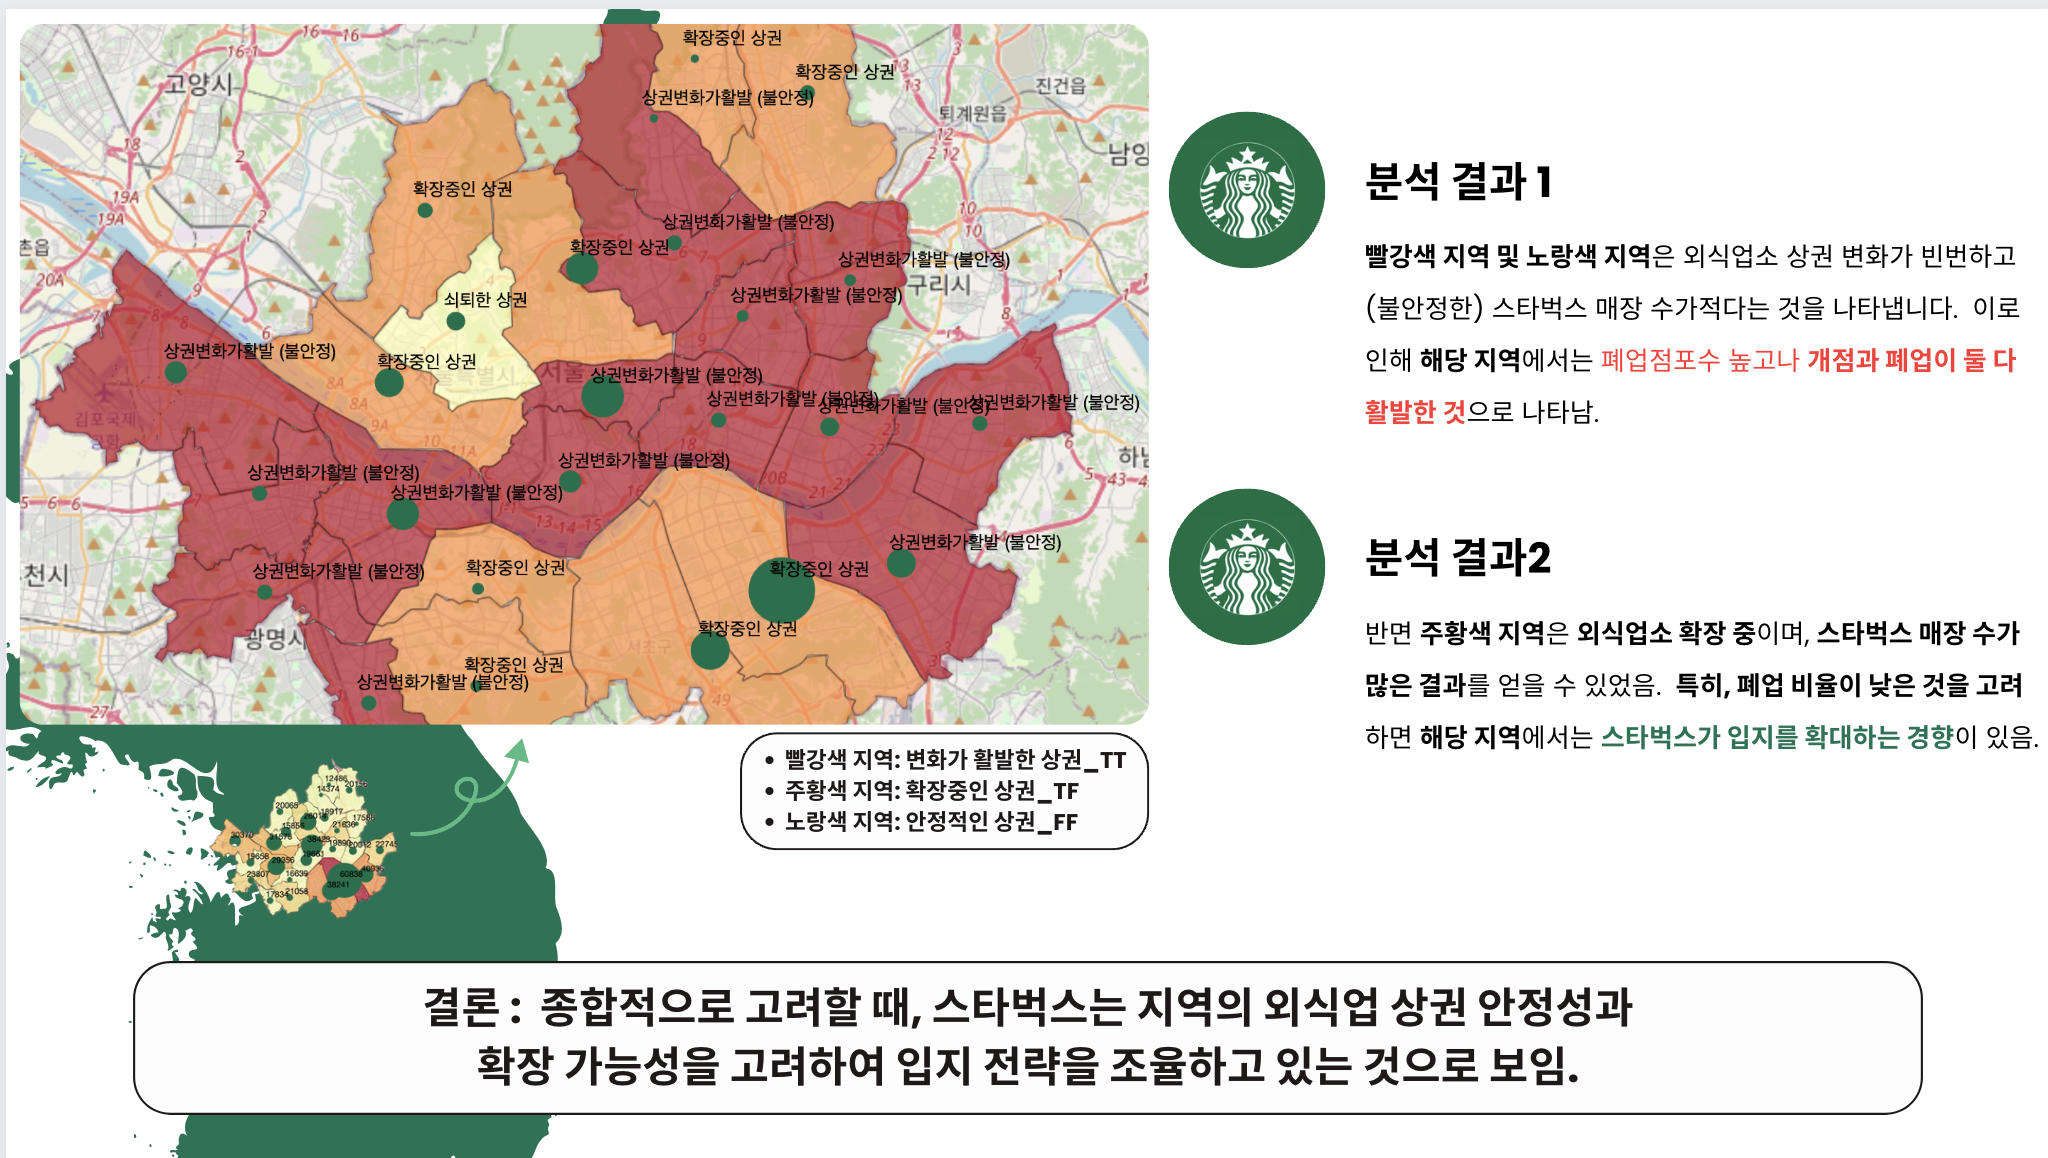 고양시
진건읍
퇴계원읍
남양
확장중인 상권
확장중인 상권
상권변화가활발 (불안정)
확장중인 상권
상권변화가활발 (불안정)
확장중인 상권
상권변화가활발 (불안정)
구리시
상권변화가활발 (불안정)
쇠퇴한 상권
상권변화가활발 (불안정)
확장중인 상권
상권변화가활발 (불안정)
상권변화가활발 (불안정)
상권변화가활발 (불안정)
상권변화가활발 (불안정)
김포국제
공항
상권변화가활발 (불안정)
상권변화가활발 (불안정)
상권변화가활발 (불안정)
하남
천시
상권변화가활발 (불안정)
확장중인 상권
상권변화가활발 (불안정)
확장중인 상권
광명시
확장중인 상권
서초구
확장중인 상권
상권변화가활발 (불안정)
분석 결과 1
빨강색 지역 및 노랑색 지역은 외식업소 상권 변화가 빈번하고
(불안정한) 스타벅스 매장 수가적다는 것을 나타냅니다. 이로
인해 해당 지역에서는 폐업점포수 높고나 개점과 폐업이 둘 다
활발한 것으로 나타남.
분석 결과2
반면 주황색 지역은 외식업소 확장 중이며, 스타벅스 매장 수가
많은 결과를 얻을 수 있었음. 특히, 폐업 비율이 낮은 것을 고려
하면 해당 지역에서는 스타벅스가 입지를 확대하는 경향이 있음.
• 빨강색 지역: 변화가 활발한 상권_TT
• 주황색 지역: 확장중인 상권_TF
• 노랑색 지역: 안정적인 상권_FF
결론 : 종합적으로 고려할 때, 스타벅스는 지역의 외식업 상권 안정성과
확장 가능성을 고려하여 입지 전략을 조율하고 있는 것으로 보임.